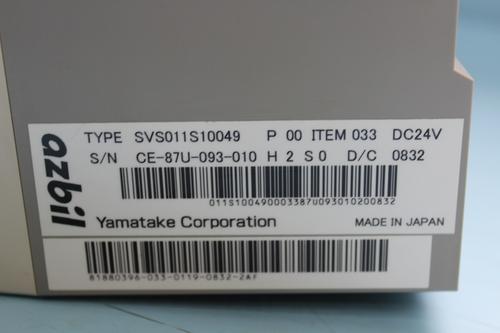 azbil
TYPE SVS011S10049 P 00 ITEM 033 DC24V
S/N CE-87U-093-010 H 2 S 0 D/C 0832
011S100490003387U093010200832
Yamatake Corporation MADE IN JAPAN
81880396-033-0119-0832-2AF